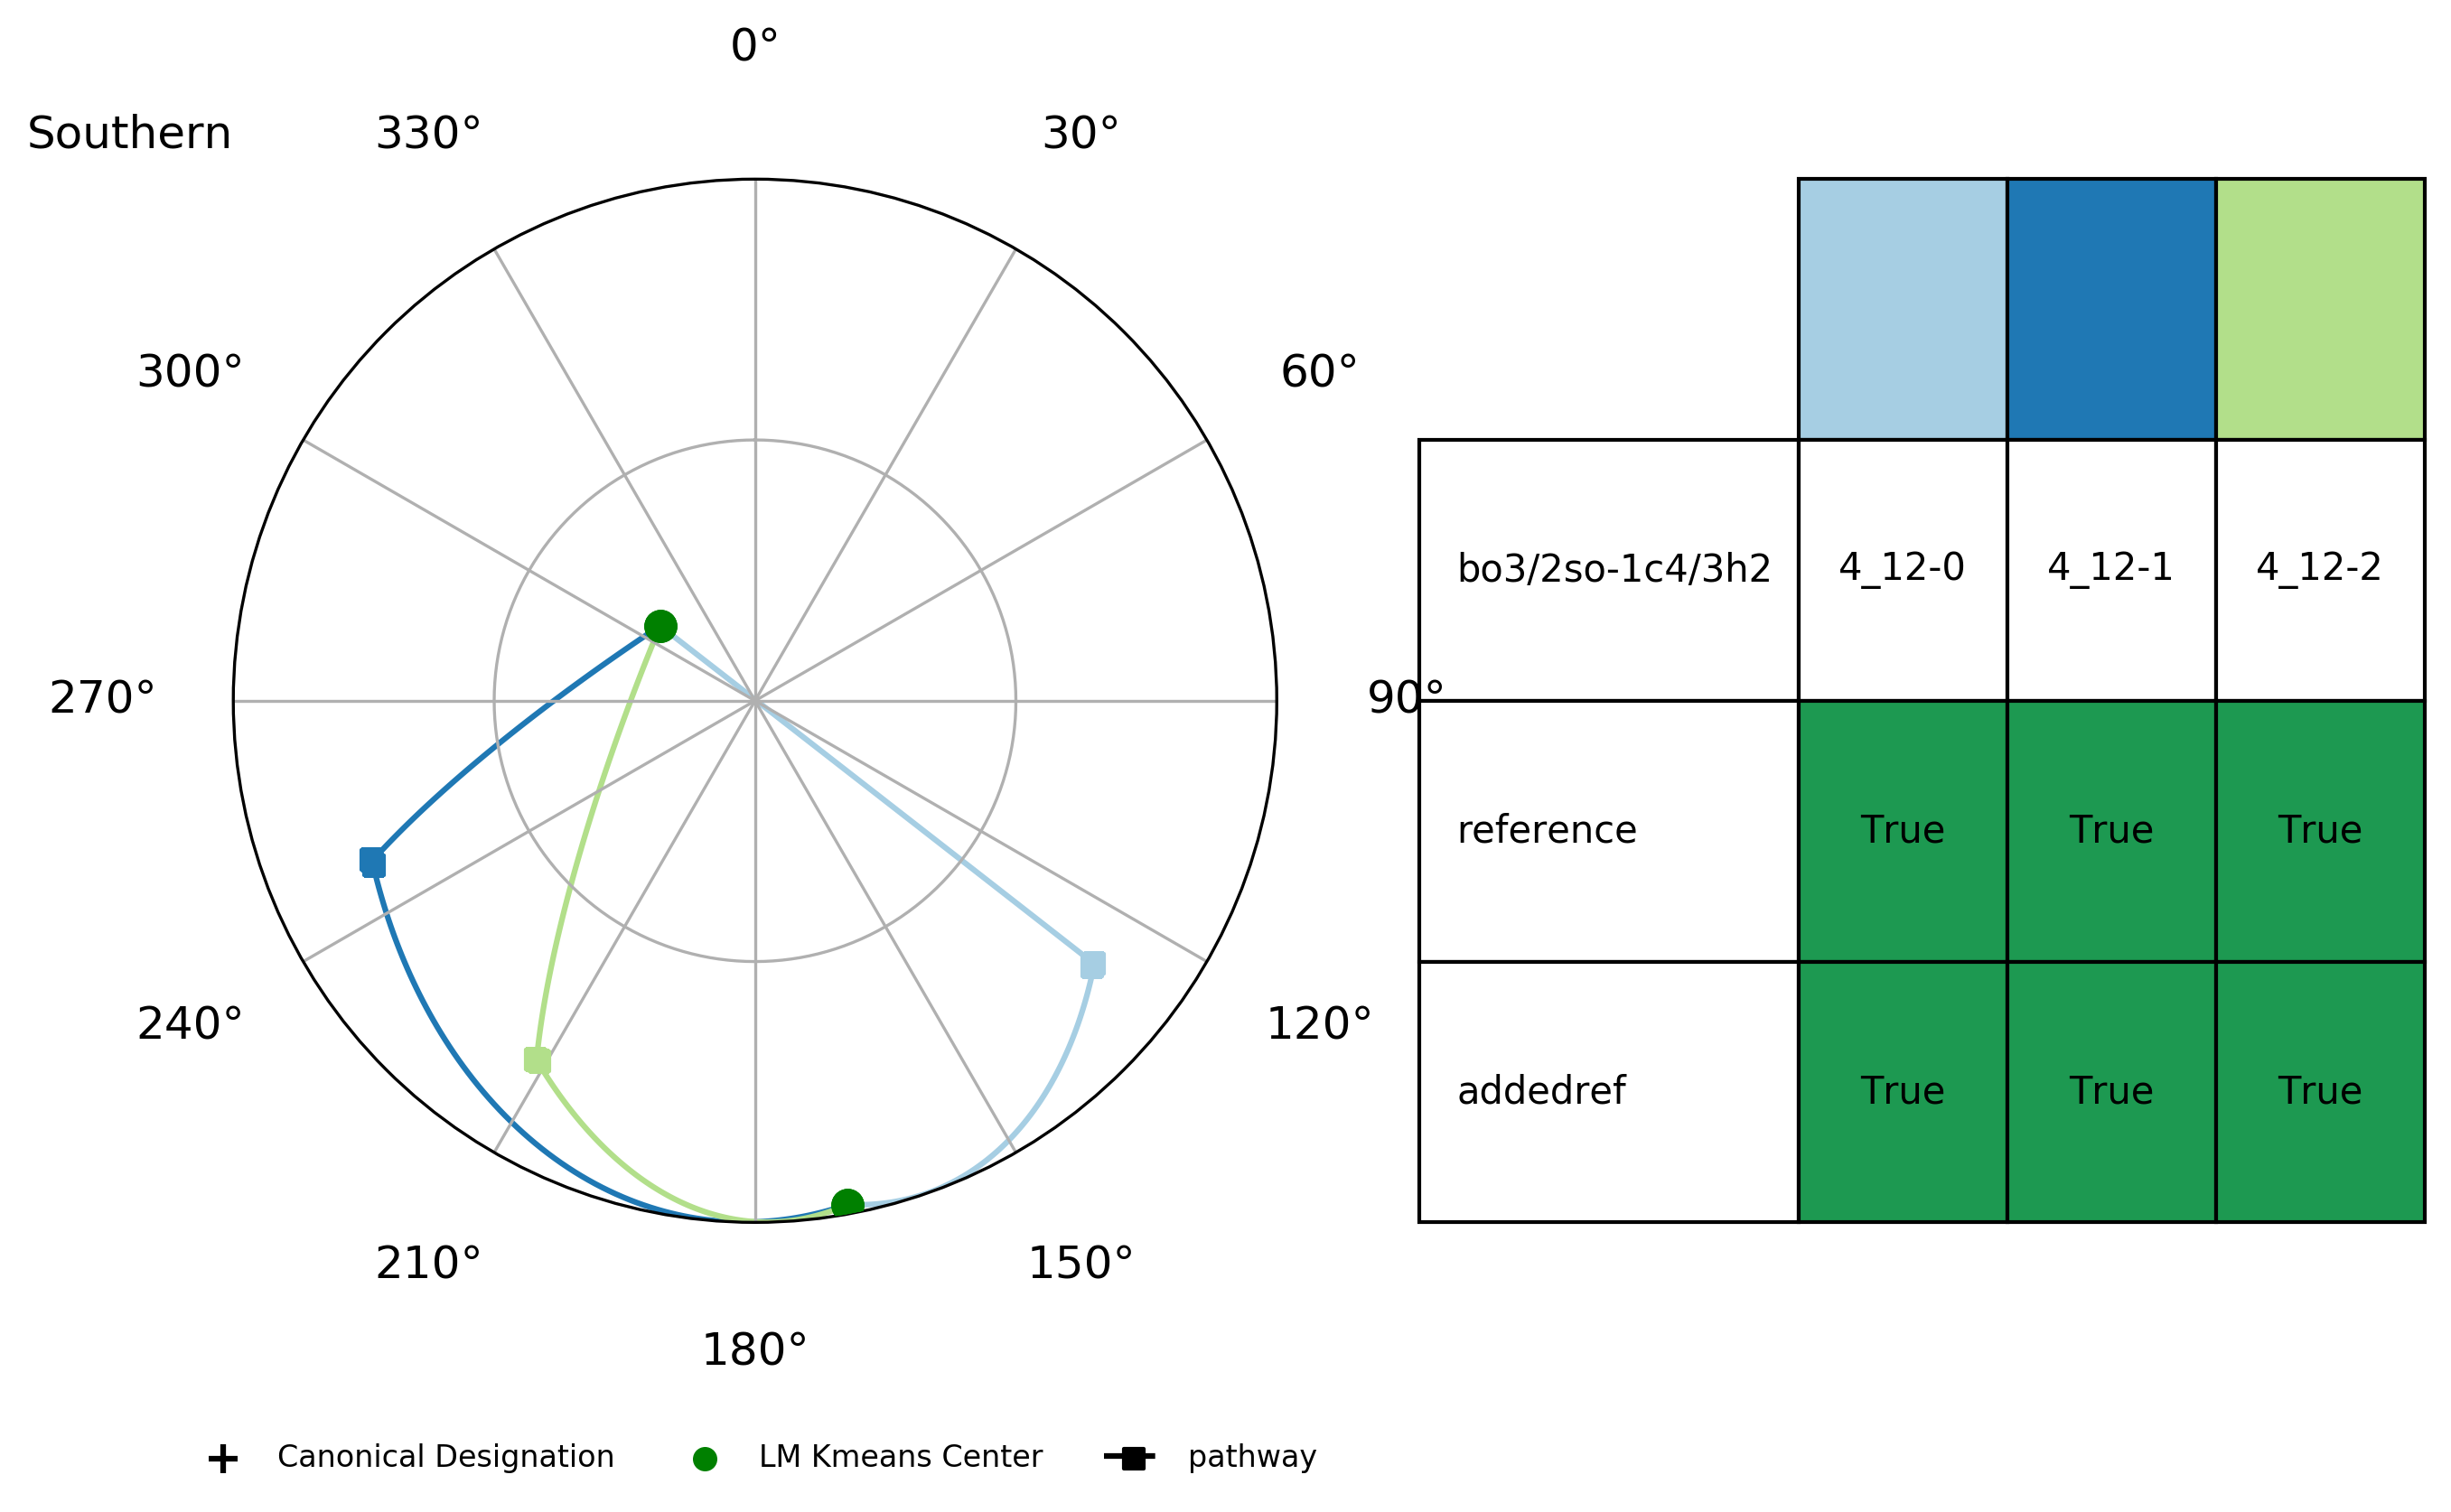 0°
Southern
330°
30°
300°
60°
270°
90°
240°
120°
210°
150°
180°
bo3/2so-1c4/3h2 4_12-0 4_12-1 4_12-2
reference True True True
addedref True True True
Canonical Designation LM Kmeans Center pathway